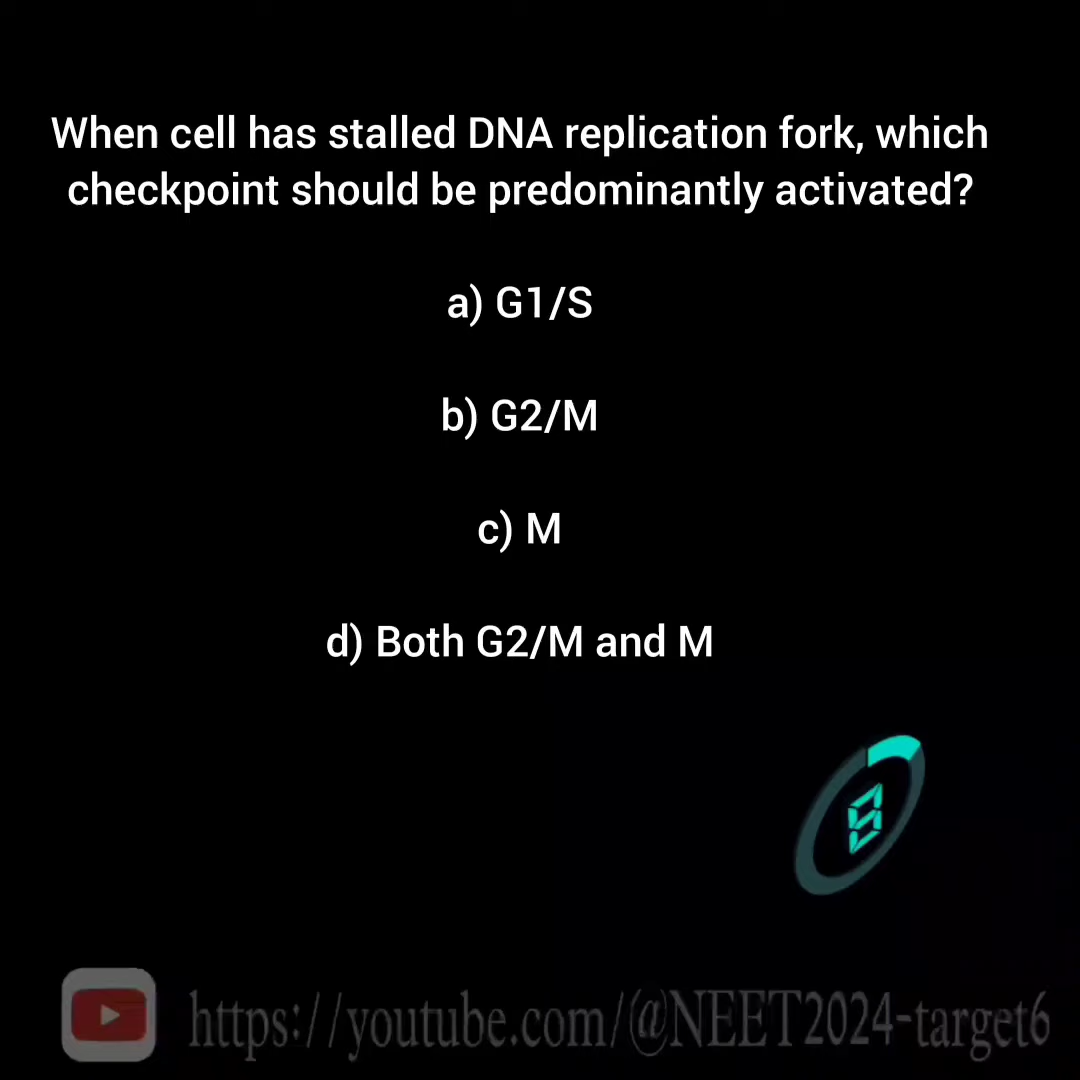 When cell has stalled DNA replication fork, which
checkpoint should be predominantly activated?
a) G1/S
b) G2/M
c) M
d) Both G2/M and M
8
https://youtube.com/@NEET2024-target6